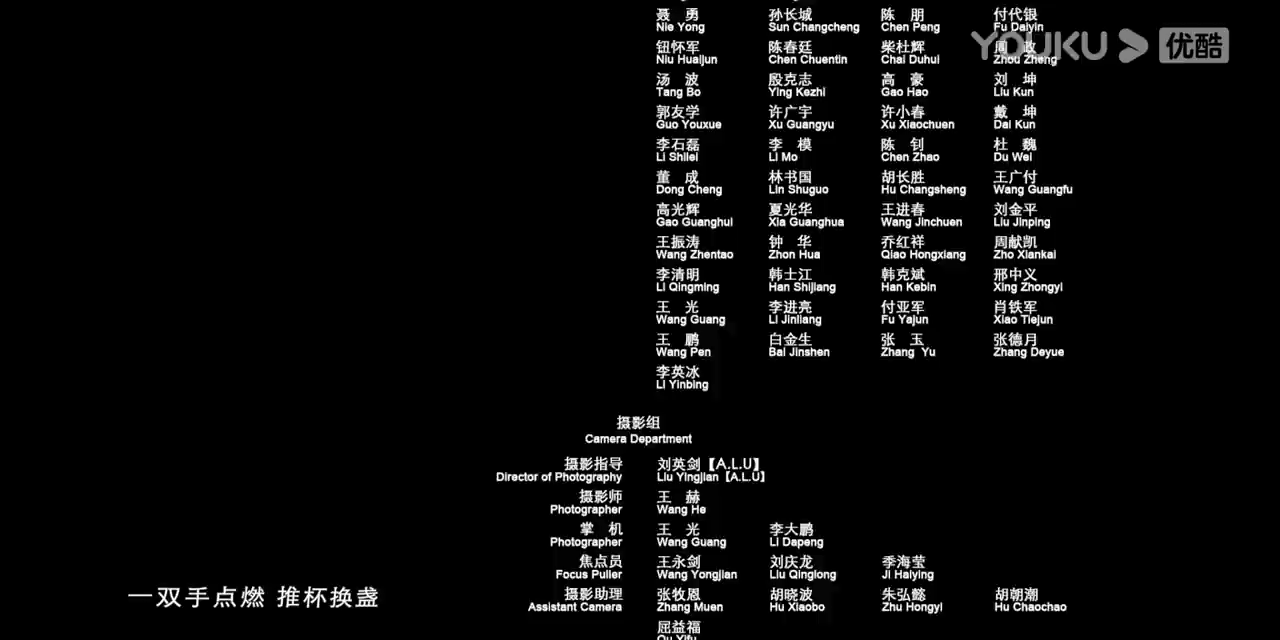 聂 勇 孙长城 陈 朋 付代银
Nie Yong Sun Changcheng Chen Peng Fu Daiyin
YOUKU 优酷
钮怀军 陈春廷 柴杜辉 周 政
Niu Huaijun Chen Chuentin Chai Duhui Zhou Zheng
汤 波 殷克志 高 豪 刘 坤
Tang Bo Ying Kezhi Gao Hao Liu Kun
郭友学 许广宇 许小春 戴 坤
Guo Youxue Xu Guangyu Xu Xiaochuen Dai Kun
李石磊 李 模 陈 钊 杜 魏
Li Shilei Li Mo Chen Zhao Du Wei
董 成 林书国 胡长胜 王广付
Dong Cheng Lin Shuguo Hu Changsheng Wang Guangfu
高光辉 夏光华 王进春 刘金平
Gao Guanghui Xia Guanghua Wang Jinchuen Liu Jinping
王振涛 钟 华 乔红祥 周献凯
Wang Zhentao Zhon Hua Qiao Hongxiang Zho Xiankai
李清明 韩士江 韩克斌 邢中义
Li Qingming Han Shijiang Han Kebin Xing Zhongyi
王 光 李进亮 付亚军 肖铁军
Wang Guang Li Jinliang Fu Yajun Xiao Tiejun
王 鹏 白金生 张 玉 张德月
Wang Pen Bai Jinshen Zhang Yu Zhang Deyue
李英冰
Li Yinbing
摄影组
Camera Department
摄影指导 刘英剑【A.L.U】
Director of Photography Liu Yingjian【A.L.U】
摄影师 王 赫
Photographer Wang He
掌 机 王 光 李大鹏
Photographer Wang Guang Li Dapeng
焦点员 王永剑 刘庆龙 季海莹
Focus Puller Wang Yongjian Liu Qinglong Ji Haiying
摄影助理 张牧恩 胡晓波 朱弘懿 胡朝潮
Assistant Camera Zhang Muen Hu Xiaobo Zhu Hongyi Hu Chaochao
一双手点燃 推杯换盏
屈益福
Qu Yifu